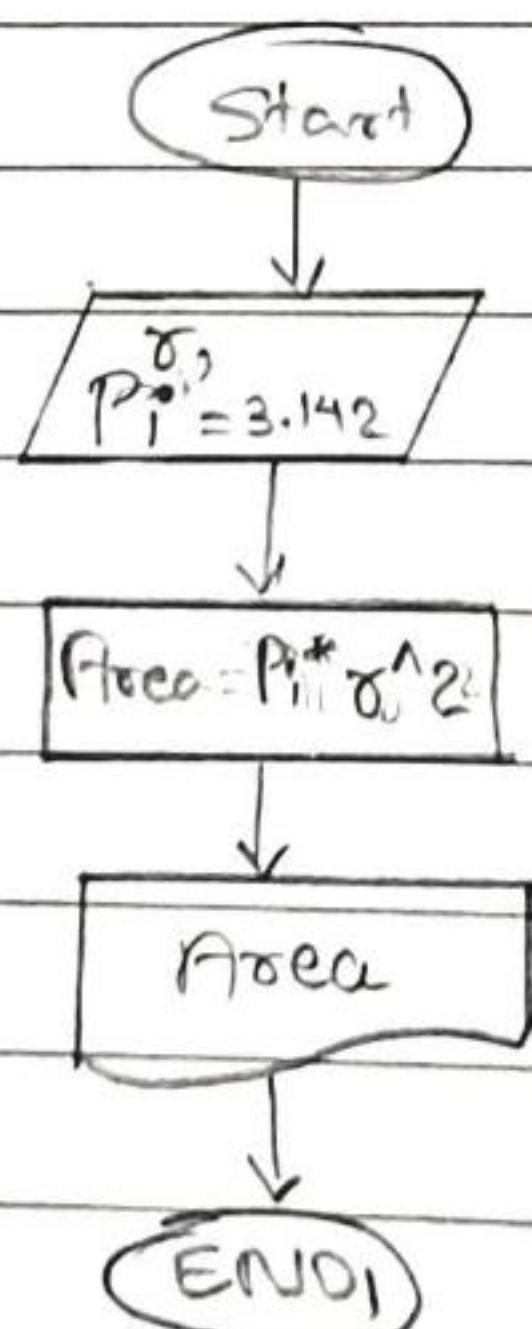 Start
r,
Pi = 3.142
Area = Pi * r ^ 2
Area
END